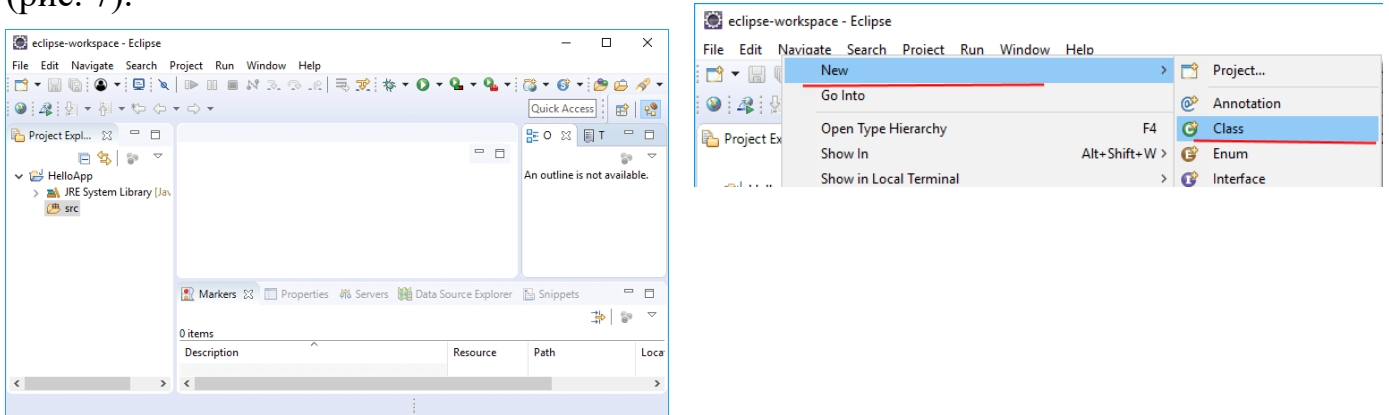 (рис. 7).
eclipse-workspace - Eclipse
File Edit Navigate Search Project Run Window Help
Quick Access
Project Expl...
HelloApp
JRE System Library [Jav
src
O T
An outline is not available.
Markers Properties Servers Data Source Explorer Snippets
0 items
Description Resource Path Loca
eclipse-workspace - Eclipse
File Edit Navigate Search Project Run Window Help
Project Ex
New
Go Into
Open Type Hierarchy F4
Show In Alt+Shift+W >
Show in Local Terminal
Project...
Annotation
Class
Enum
Interface